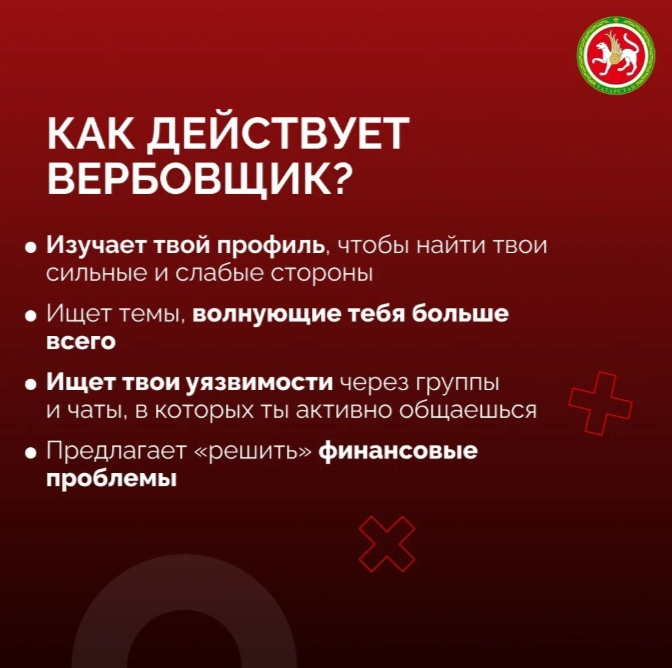 ТАТАРСТАН
КАК ДЕЙСТВУЕТ
ВЕРБОВЩИК?
• Изучает твой профиль, чтобы найти твои
сильные и слабые стороны
• Ищет темы, волнующие тебя больше
всего
• Ищет твои уязвимости через группы
и чаты, в которых ты активно общаешься
• Предлагает «решить» финансовые
проблемы